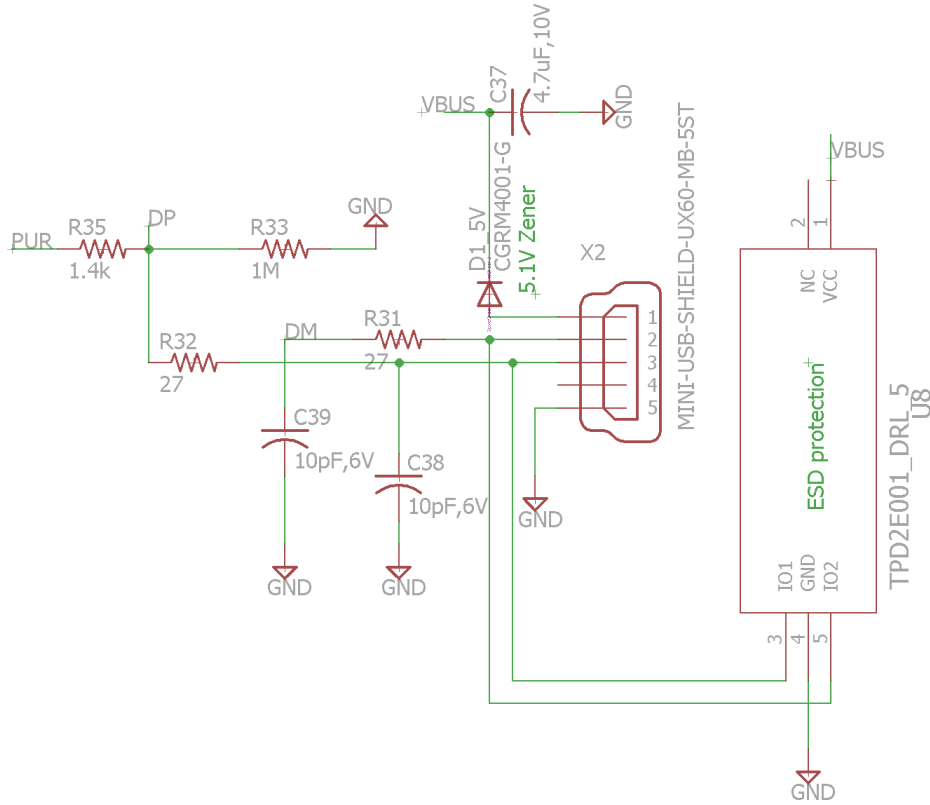 C37
4.7uF,10V
VBUS
GND
D1_5V
CGRM4001-G
5.1V Zener
X2
MINI-USB-SHIELD-UX60-MB-5ST
1
2
3
4
5
GND
PUR
R35
1.4k
DP
R33
1M
GND
DM
R31
27
R32
27
C39
10pF,6V
GND
C38
10pF,6V
GND
VBUS
2
1
NC
VCC
ESD protection
TPD2E001_DRL_5
U8
IO1
GND
IO2
3
4
5
GND